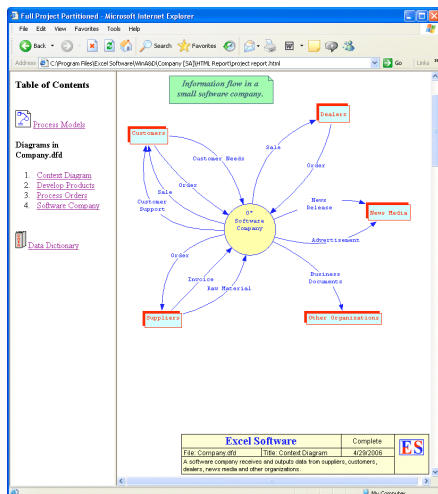 Full Project Partitioned - Microsoft Internet Explorer
File Edit View Favorites Tools Help
Back Search Favorites
Address C:\Program Files\Excel Software\WinA&D\Company [SA]\HTML Report\project report.html Go Links
Table of Contents
Process Models
Diagrams in
Company.dfd
1. Context Diagram
2. Develop Products
3. Process Orders
4. Software Company
Data Dictionary
Information flow in a
small software company.
Dealers
Customers
Sale
Customer Needs
Order
Order
Sale
Customer
Support
News
Release
News Media
0*
Software
Company
Advertisement
Order
Business
Documents
Invoice
Raw Material
Suppliers
Other Organizations
Excel Software Complete
File: Company.dfd Title: Context Diagram 4/29/2006
A software company receives and outputs data from suppliers, customers,
dealers, news media and other organizations.
ES
My Computer